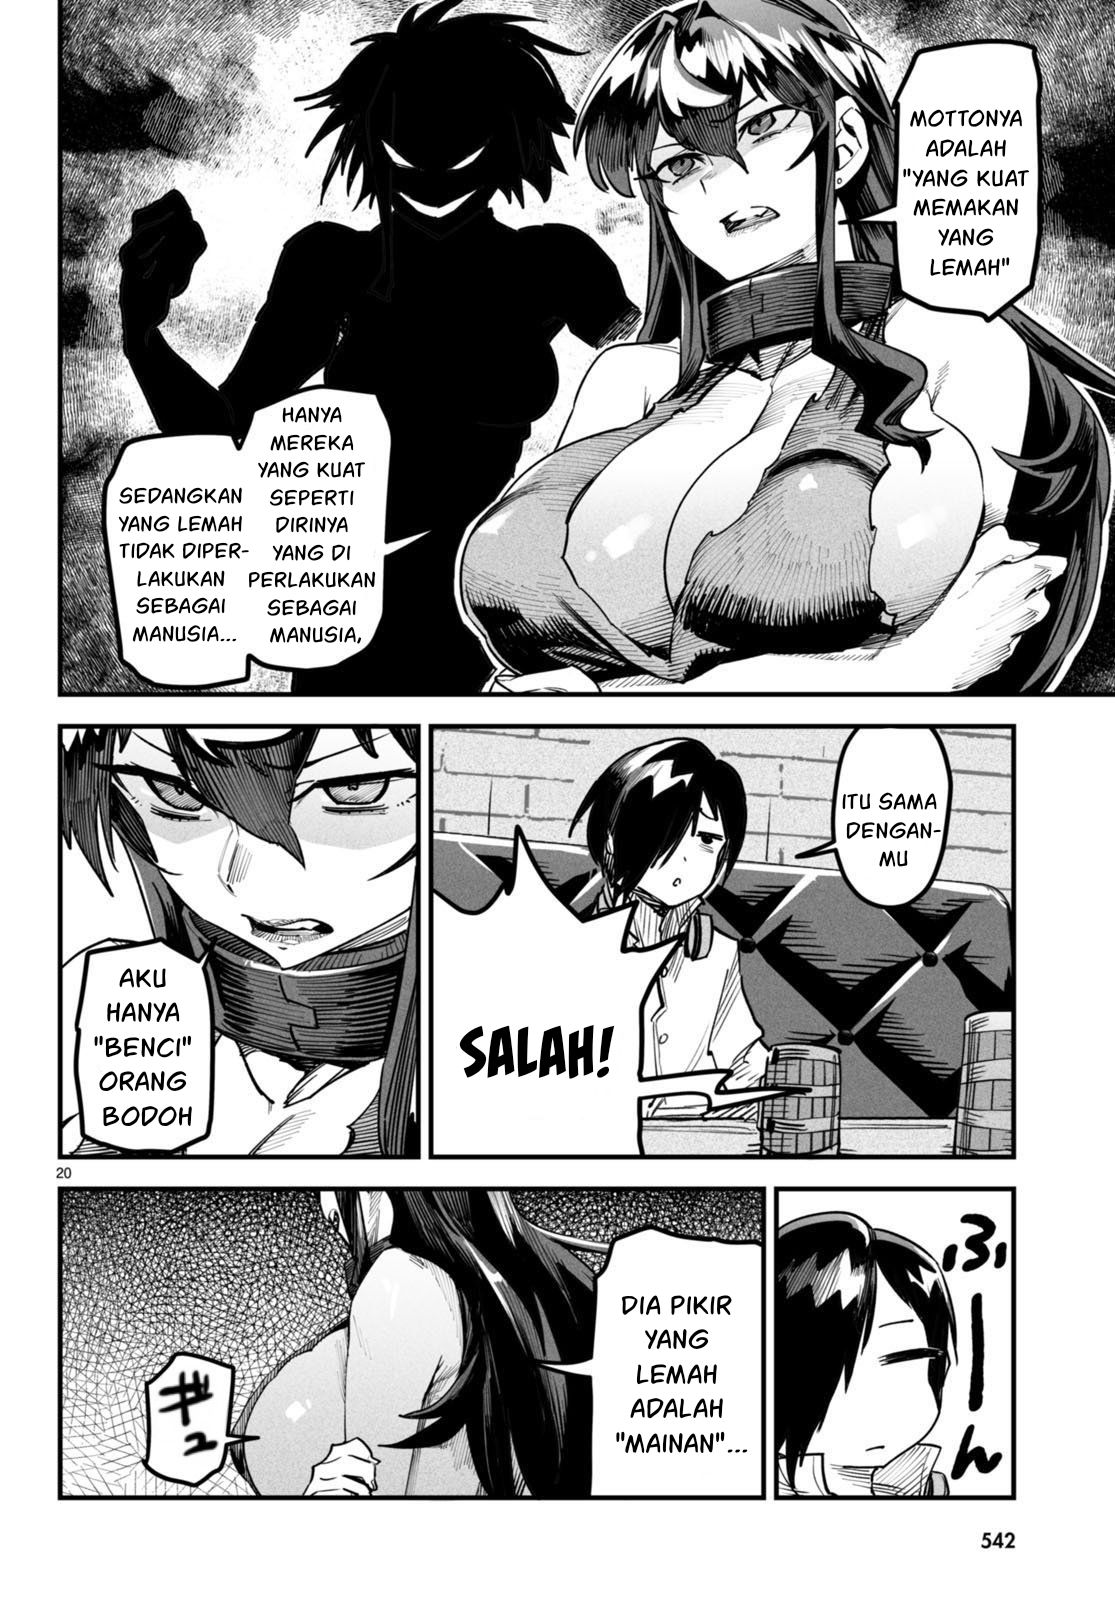 MOTTONYA
ADALAH
"YANG KUAT
MEMAKAN
YANG
LEMAH"
HANYA
MEREKA
YANG KUAT
SEPERTI
DIRINYA
YANG DI
PERLAKUKAN
SEBAGAI
MANUSIA,
SEDANGKAN
YANG LEMAH
TIDAK DIPER-
LAKUKAN
SEBAGAI
MANUSIA...
ITU SAMA
DENGAN-
MU
SALAH!
AKU
HANYA
"BENCI"
ORANG
BODOH
20
ふーん
DIA PIKIR
YANG
LEMAH
ADALAH
"MAINAN"...
ギュ
542